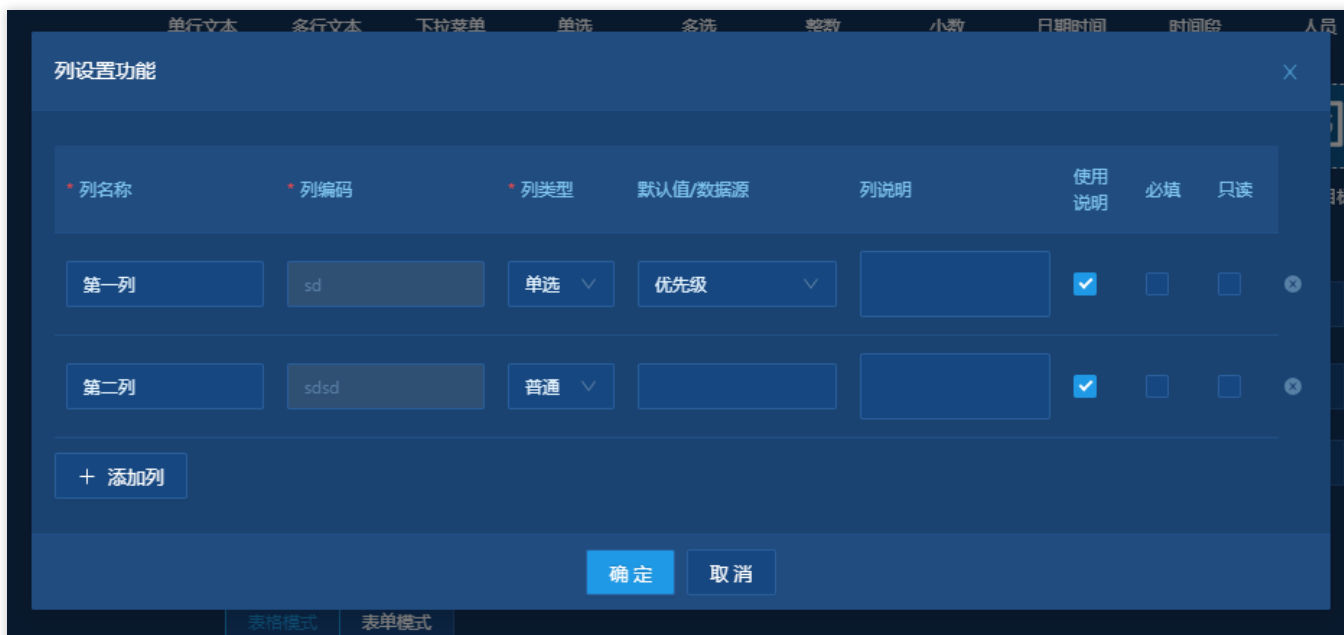 单行文本 多行文本 下拉菜单 单选 多选 整数 小数 日期时间 时间段 人员
列设置功能
* 列名称 * 列编码 * 列类型 默认值/数据源 列说明 使用说明 必填 只读
第一列 sd 单选 优先级
第二列 sdsd 普通
+ 添加列
确定 取消
表格模式 表单模式